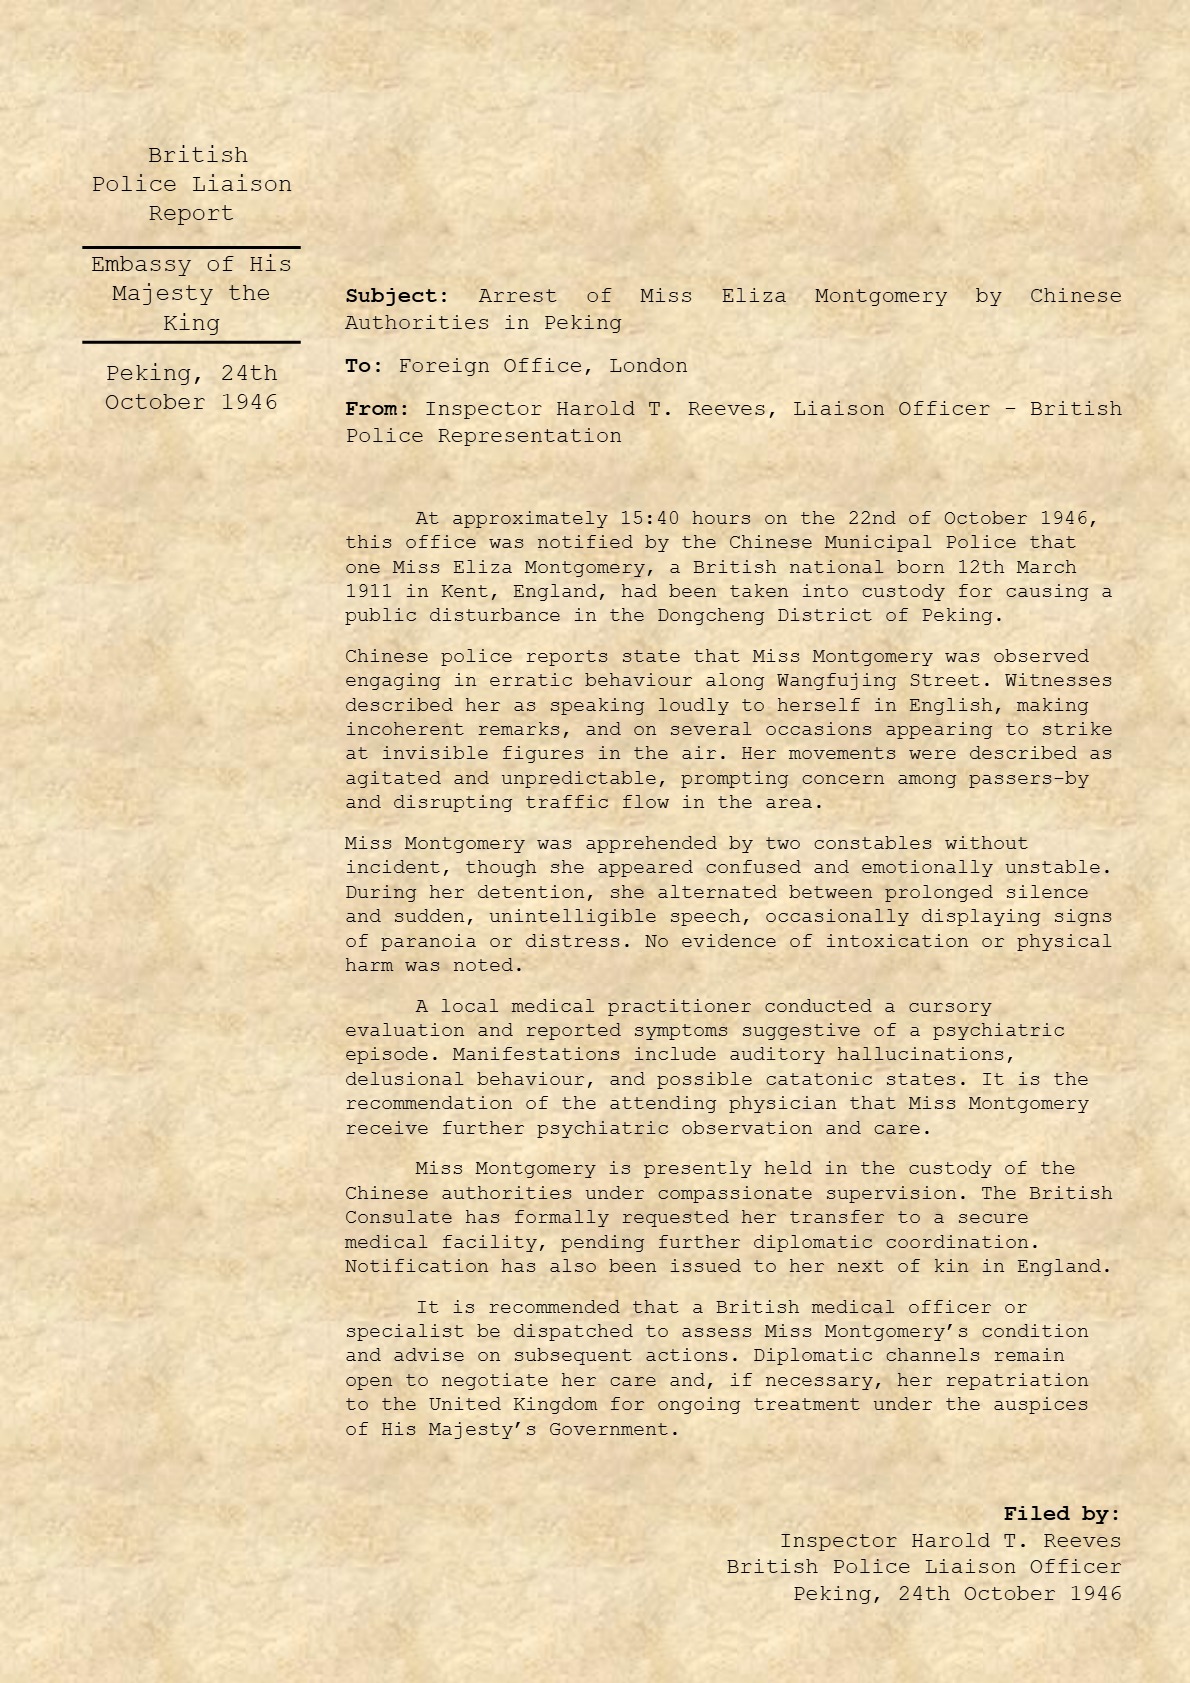 British
Police Liaison
Report
Embassy of His
Majesty the
King
Peking, 24th
October 1946
Subject: Arrest of Miss Eliza Montgomery by Chinese
Authorities in Peking
To: Foreign Office, London
From: Inspector Harold T. Reeves, Liaison Officer – British
Police Representation
At approximately 15:40 hours on the 22nd of October 1946,
this office was notified by the Chinese Municipal Police that
one Miss Eliza Montgomery, a British national born 12th March
1911 in Kent, England, had been taken into custody for causing a
public disturbance in the Dongcheng District of Peking.
Chinese police reports state that Miss Montgomery was observed
engaging in erratic behaviour along Wangfujing Street. Witnesses
described her as speaking loudly to herself in English, making
incoherent remarks, and on several occasions appearing to strike
at invisible figures in the air. Her movements were described as
agitated and unpredictable, prompting concern among passers-by
and disrupting traffic flow in the area.
Miss Montgomery was apprehended by two constables without
incident, though she appeared confused and emotionally unstable.
During her detention, she alternated between prolonged silence
and sudden, unintelligible speech, occasionally displaying signs
of paranoia or distress. No evidence of intoxication or physical
harm was noted.
A local medical practitioner conducted a cursory
evaluation and reported symptoms suggestive of a psychiatric
episode. Manifestations include auditory hallucinations,
delusional behaviour, and possible catatonic states. It is the
recommendation of the attending physician that Miss Montgomery
receive further psychiatric observation and care.
Miss Montgomery is presently held in the custody of the
Chinese authorities under compassionate supervision. The British
Consulate has formally requested her transfer to a secure
medical facility, pending further diplomatic coordination.
Notification has also been issued to her next of kin in England.
It is recommended that a British medical officer or
specialist be dispatched to assess Miss Montgomery’s condition
and advise on subsequent actions. Diplomatic channels remain
open to negotiate her care and, if necessary, her repatriation
to the United Kingdom for ongoing treatment under the auspices
of His Majesty’s Government.
Filed by:
Inspector Harold T. Reeves
British Police Liaison Officer
Peking, 24th October 1946